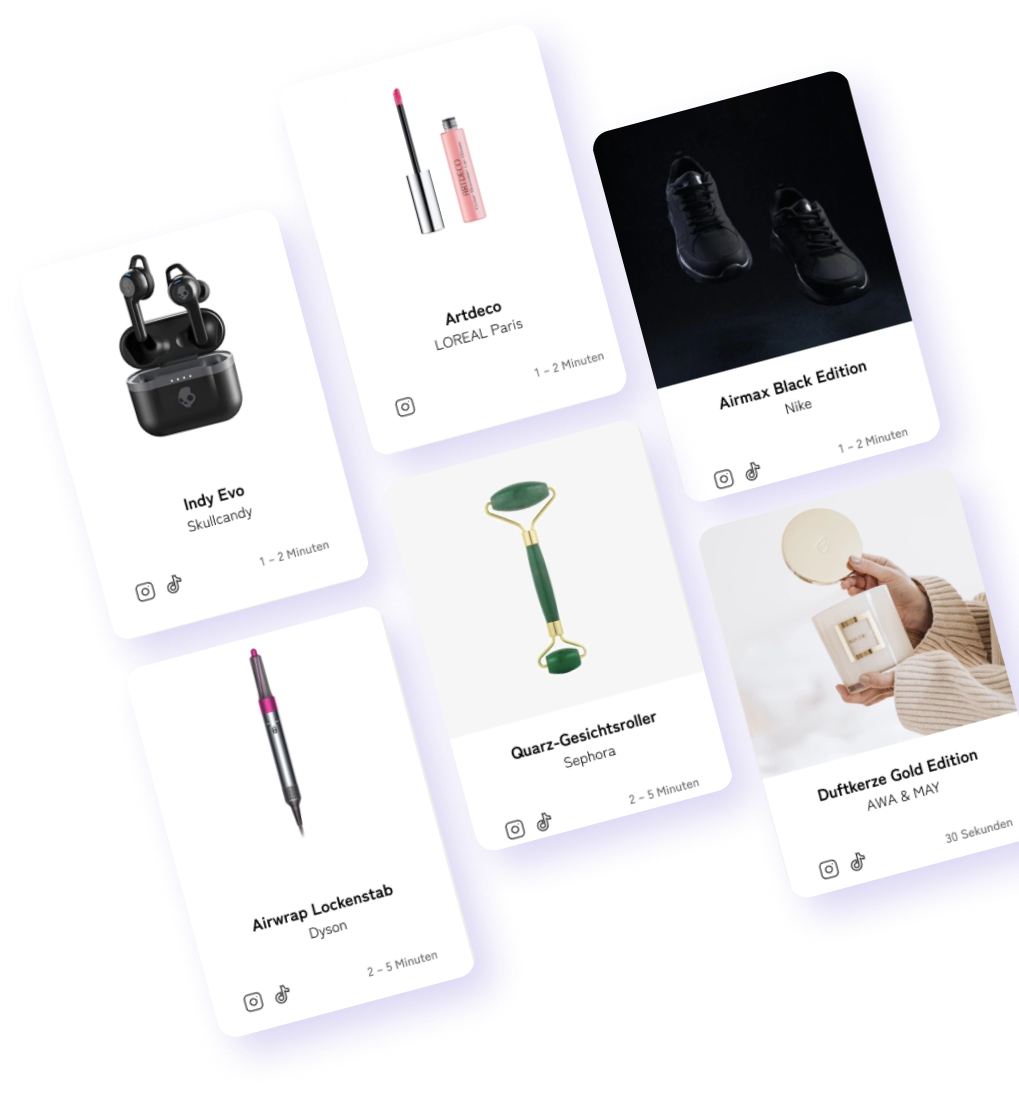 Indy Evo
Skullcandy
1 – 2 Minuten
Airwrap Lockenstab
Dyson
2 – 5 Minuten
ARTDECO
Artdeco
LOREAL Paris
1 – 2 Minuten
Quarz-Gesichtsroller
Sephora
2 – 5 Minuten
Airmax Black Edition
Nike
1 – 2 Minuten
Duftkerze Gold Edition
AWA & MAY
30 Sekunden